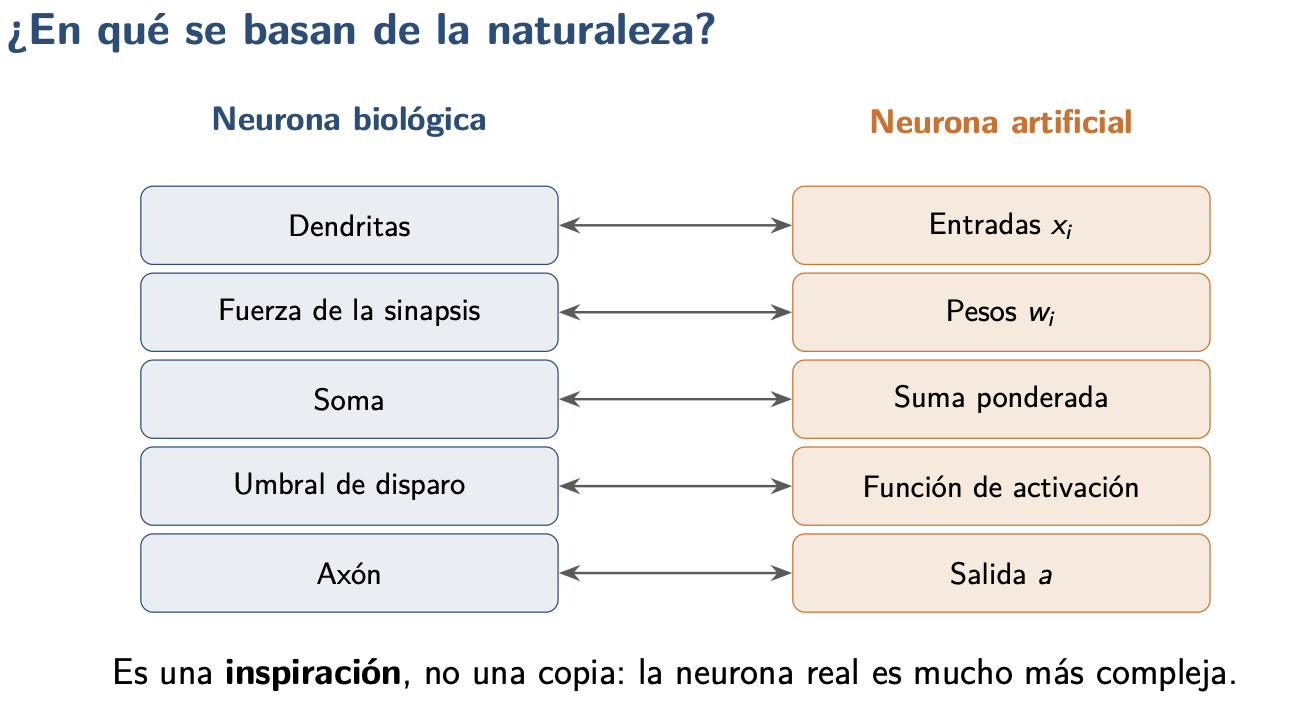 ¿En qué se basan de la naturaleza?
Neurona biológica
Neurona artificial
Dendritas
Entradas xᵢ
Fuerza de la sinapsis
Pesos wᵢ
Soma
Suma ponderada
Umbral de disparo
Función de activación
Axón
Salida a
Es una inspiración, no una copia: la neurona real es mucho más compleja.